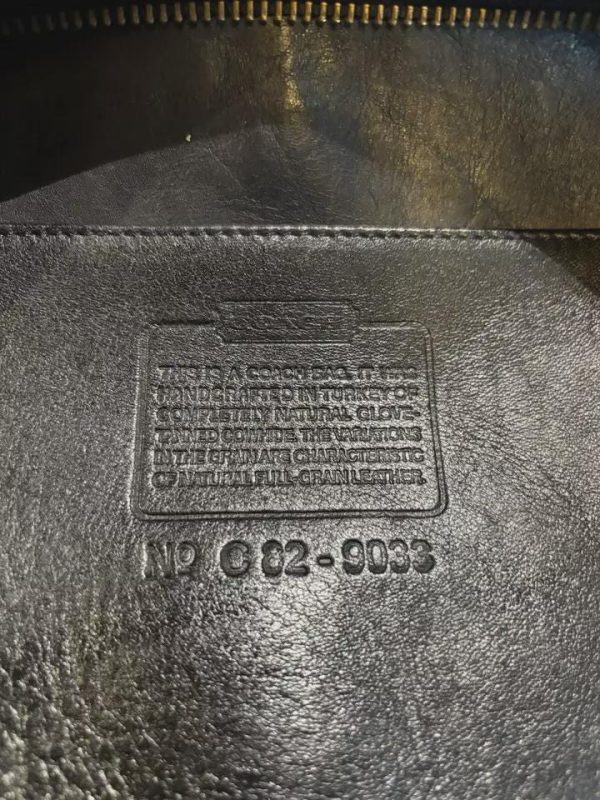 COACH
THIS IS A COACH BAG. IT WAS
HANDCRAFTED IN TURKEY OF
COMPLETELY NATURAL GLOVE-
TANNED COWHIDE. THE VARIATIONS
IN THE GRAIN ARE CHARACTERISTIC
OF NATURAL FULL-GRAIN LEATHER.
No C82-9033